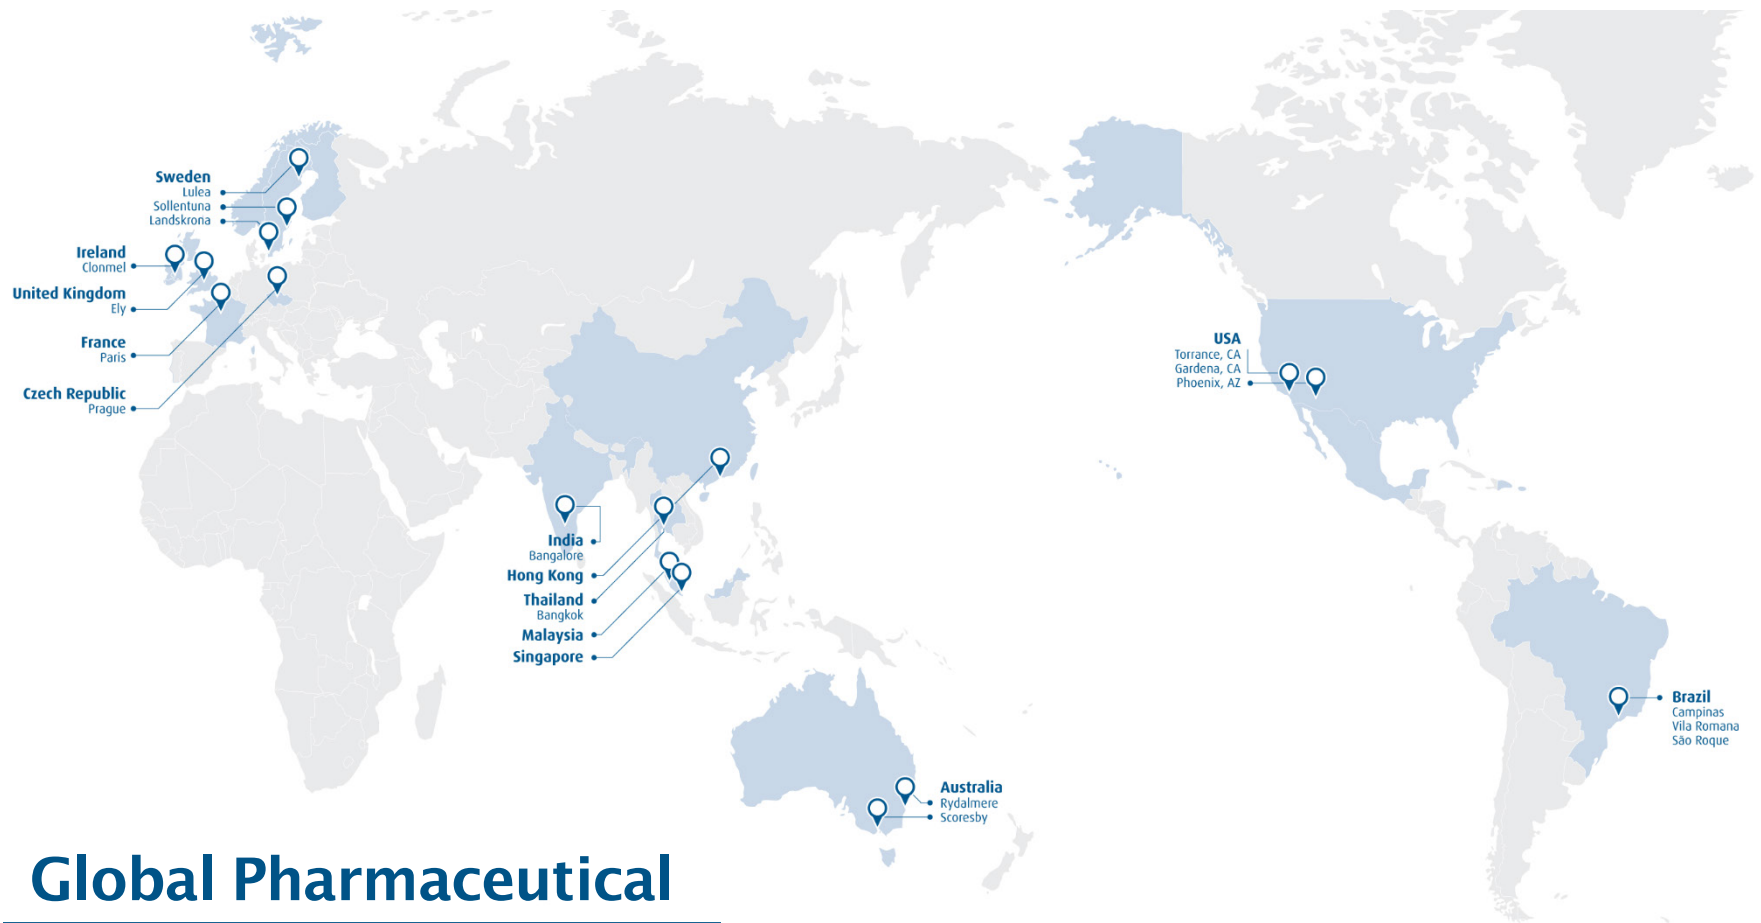 Sweden
Lulea
Sollentuna
Landskrona
Ireland
Clonmel
United Kingdom
Ely
France
Paris
Czech Republic
Prague
India
Bangalore
Hong Kong
Thailand
Bangkok
Malaysia
Singapore
Australia
Rydalmere
Scoresby
USA
Torrance, CA
Gardena, CA
Phoenix, AZ
Brazil
Campinas
Vila Romana
São Roque
Global Pharmaceutical